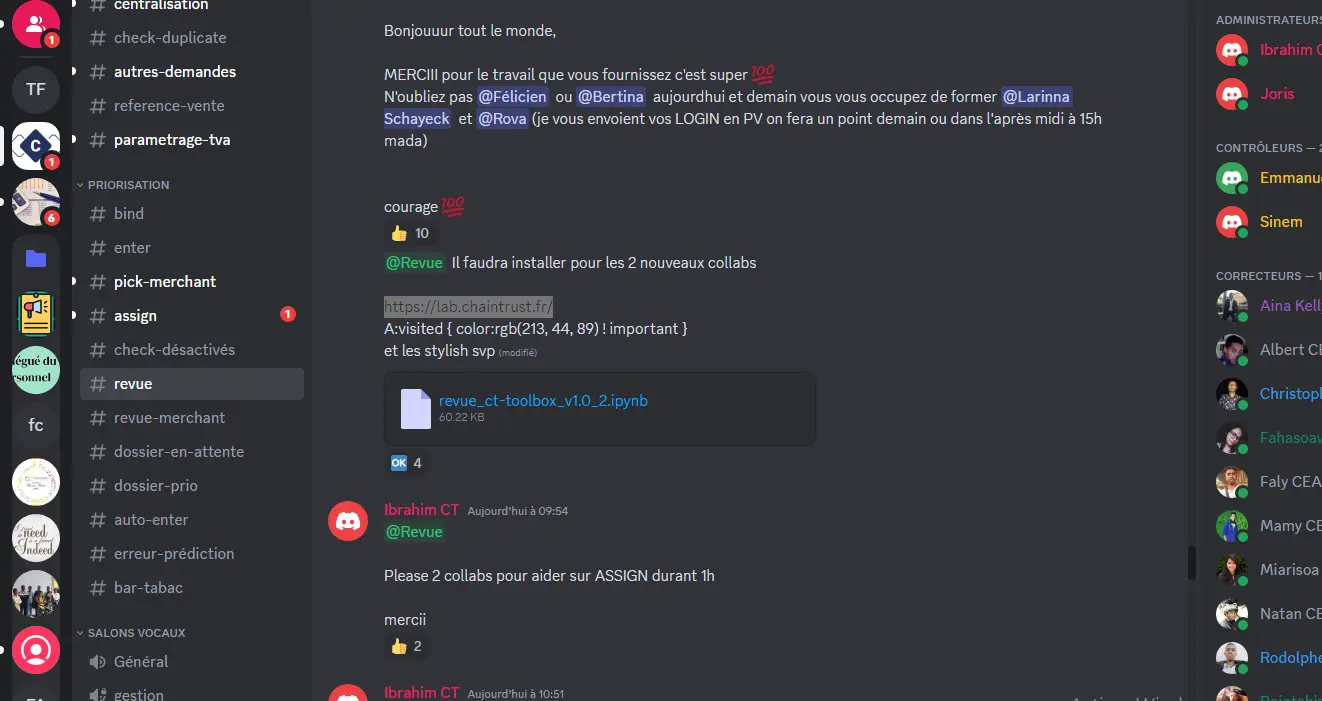 1
TF
C
1
6
égué du
rsonnel
fc
need
Indeed
# centralisation
# check-duplicate
# autres-demandes
# reference-vente
# parametrage-tva
PRIORISATION
# bind
# enter
# pick-merchant
# assign 1
# check-désactivés
# revue
# revue-merchant
# dossier-en-attente
# dossier-prio
# auto-enter
# erreur-prédiction
# bar-tabac
SALONS VOCAUX
Général
gestion
Bonjouuur tout le monde,
MERCIII pour le travail que vous fournissez c'est super 💯
N'oubliez pas @Félicien ou @Bertina aujourdhui et demain vous vous occupez de former @Larinna
Schayeck et @Rova (je vous envoient vos LOGIN en PV on fera un point demain ou dans l'après midi à 15h
mada)
courage 💯
👍 10
@Revue Il faudra installer pour les 2 nouveaux collabs
https://lab.chaintrust.fr/
A:visited { color:rgb(213, 44, 89) ! important }
et les stylish svp (modifié)
revue_ct-toolbox_v1.0_2.ipynb
60.22 KB
OK 4
Ibrahim CT Aujourd'hui à 09:54
@Revue
Please 2 collabs pour aider sur ASSIGN durant 1h
mercii
👍 2
Ibrahim CT Aujourd'hui à 10:51
ADMINISTRATEURS
Ibrahim C
Joris
CONTRÔLEURS — 2
Emmanue
Sinem
CORRECTEURS — 1
Aina Kell
Albert CE
Christoph
Fahasoav
Faly CEA
Mamy CE
Miarisoa
Natan CE
Rodolphe